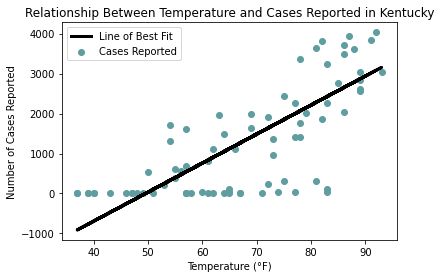 Relationship Between Temperature and Cases Reported in Kentucky
Line of Best Fit
Cases Reported
4000
3000
2000
1000
0
−1000
Number of Cases Reported
40
50
60
70
80
90
Temperature (°F)